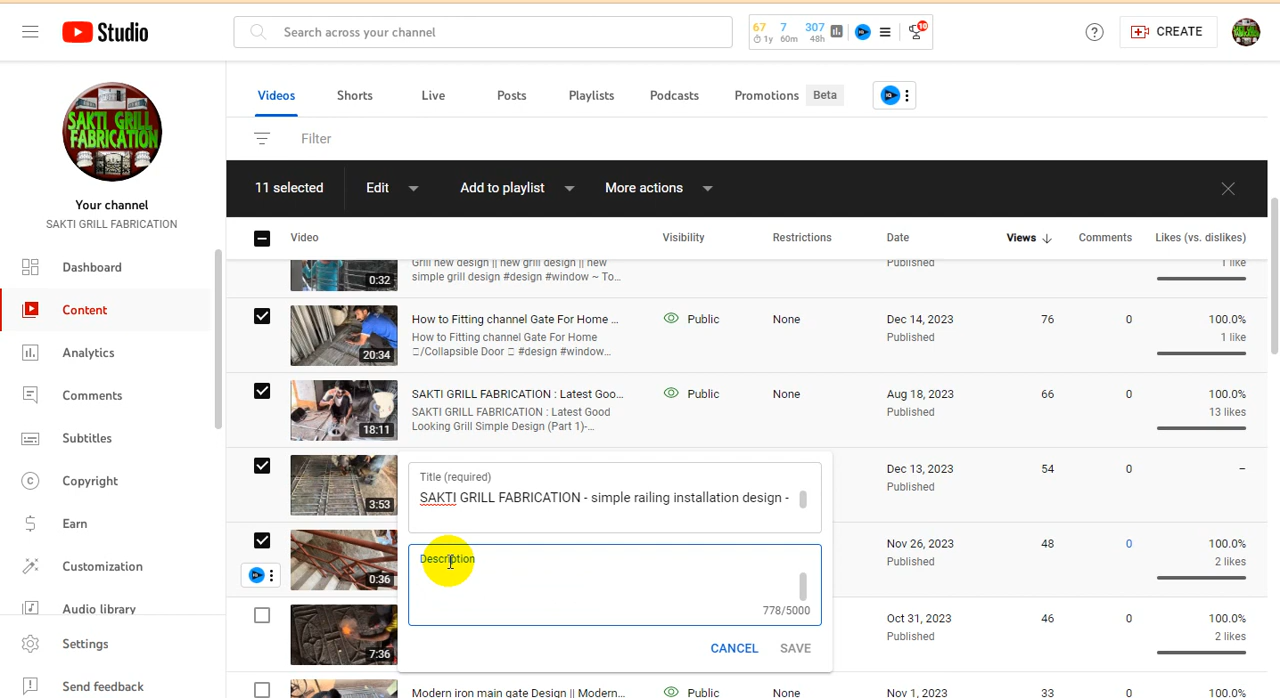 Studio
Search across your channel
67 7 307
1y 60m 48h
10
CREATE
SAKTI GRILL
FABRICATION
Your channel
SAKTI GRILL FABRICATION
Dashboard
Content
Analytics
Comments
Subtitles
Copyright
Earn
Customization
Audio library
Settings
Send feedback
Videos Shorts Live Posts Playlists Podcasts Promotions Beta
Filter
11 selected Edit Add to playlist More actions
Video Visibility Restrictions Date Views Comments Likes (vs. dislikes)
0:32
Grill new design || new grill design || new
simple grill design #design #window ~ To...
Published
1 like
20:34
How to Fitting channel Gate For Home ...
How to Fitting channel Gate For Home
/Collapsible Door #design #window...
Public None Dec 14, 2023 76 0 100.0%
Published 1 like
18:11
SAKTI GRILL FABRICATION : Latest Goo...
SAKTI GRILL FABRICATION : Latest Good
Looking Grill Simple Design (Part 1)-...
Public None Aug 18, 2023 66 0 100.0%
Published 13 likes
3:53
Title (required)
SAKTI GRILL FABRICATION - simple railing installation design -
Dec 13, 2023 54 0 –
Published
0:36
Description
778/5000
CANCEL SAVE
Nov 26, 2023 48 0 100.0%
Published 2 likes
7:36
Oct 31, 2023 46 0 100.0%
Published 2 likes
Modern iron main gate Design || Modern...
Public None Nov 1, 2023 33 0 100.0%